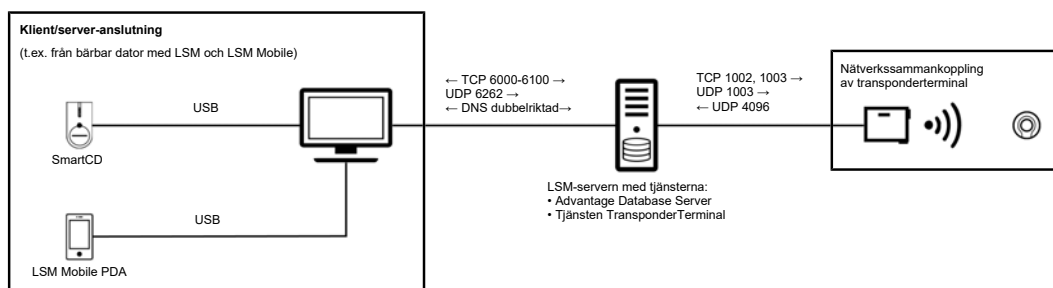 Klient/server-anslutning
(t.ex. från bärbar dator med LSM och LSM Mobile)
USB
SmartCD
USB
LSM Mobile PDA
← TCP 6000-6100 →
UDP 6262 →
← DNS dubbelriktad→
LSM-servern med tjänsterna:
• Advantage Database Server
• Tjänsten TransponderTerminal
TCP 1002, 1003 →
UDP 1003 →
← UDP 4096
Nätverkssammankoppling
av transponderterminal